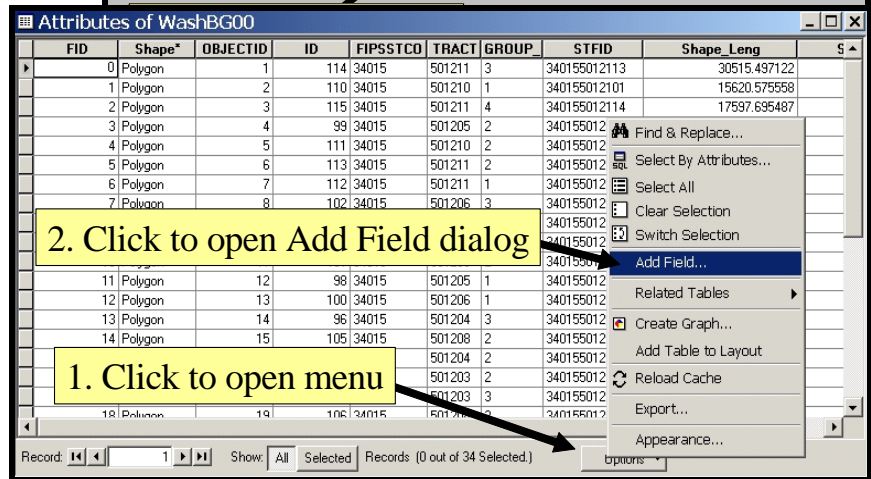 Attributes of WashBG00
FID Shape* OBJECTID ID FIPSSTCO TRACT GROUP_ STFID Shape_Leng
0 Polygon 1 114 34015 501211 3 340155012113 30515.497122
1 Polygon 2 110 34015 501210 1 340155012101 15620.575558
2 Polygon 3 115 34015 501211 4 340155012114 17597.695487
3 Polygon 4 99 34015 501205 2 340155012
4 Polygon 5 111 34015 501210 2 340155012
5 Polygon 6 113 34015 501211 2 340155012
6 Polygon 7 112 34015 501211 1 340155012
7 Polygon 8 102 34015 501206 3 340155012
340155012
340155012
340155012
11 Polygon 12 98 34015 501205 1 340155012
12 Polygon 13 100 34015 501206 1 340155012
13 Polygon 14 96 34015 501204 3 340155012
14 Polygon 15 105 34015 501208 2 340155012
501204 2 340155012
501203 2 340155012
501203 3 340155012
18 Polygon 19 106 34015 340155012
Find & Replace...
Select By Attributes...
Select All
Clear Selection
Switch Selection
Add Field...
Related Tables
Create Graph...
Add Table to Layout
Reload Cache
Export...
Appearance...
2. Click to open Add Field dialog
1. Click to open menu
Record: 1 Show: All Selected Records (0 out of 34 Selected.) Options